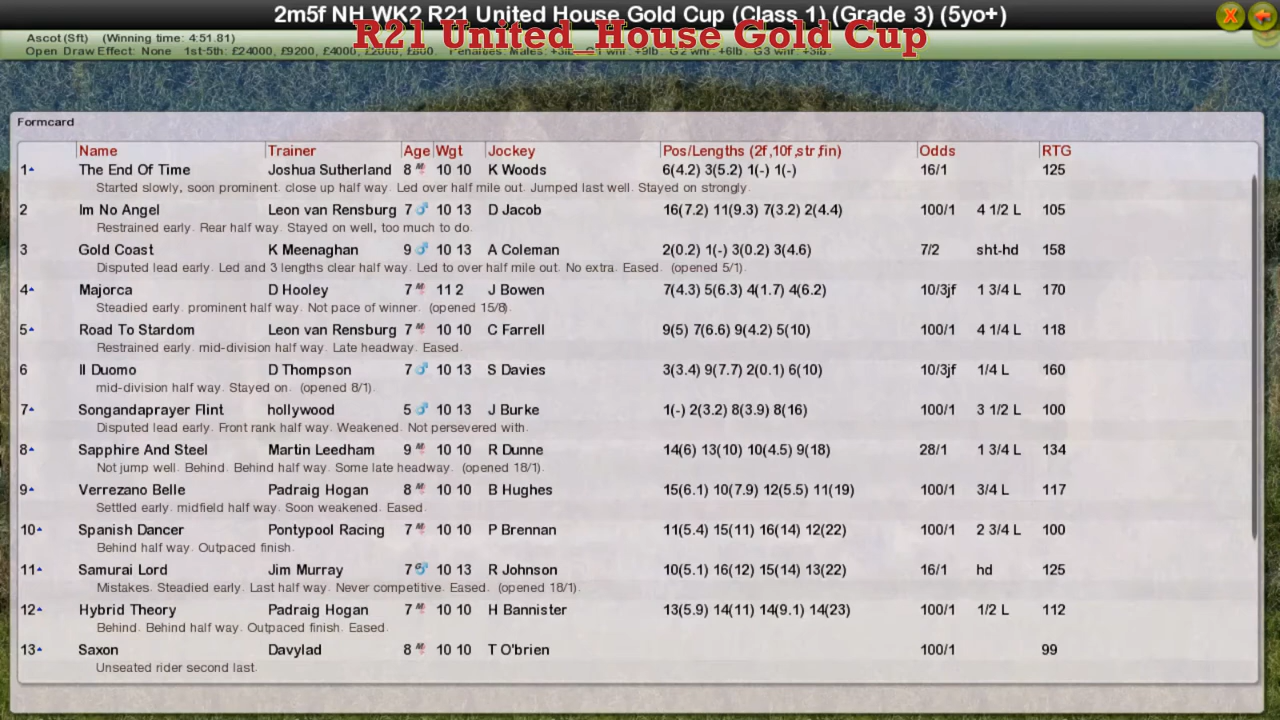 2m5f NH WK2 R21 United House Gold Cup (Class 1) (Grade 3) (5yo+)
R21 United_House Gold Cup
Ascot(Sft) (Winning time: 4:51.81)
Open Draw Effect: None 1st-5th: £24000, £9200, £4000, £2000, £800, Penalties: Males: +3lb, G1 wnr: +9lb G2 wnr: +6lb G3 wnr: +3lb
Formcard
Name Trainer Age Wgt Jockey Pos/Lengths (2f,10f,str,fin) Odds RTG
1 The End Of Time Joshua Sutherland 8 10 10 K Woods 6(4.2) 3(5.2) 1(-) 1(-) 16/1 125
Started slowly, soon prominent. close up half way. Led over half mile out. Jumped last well. Stayed on strongly.
2 Im No Angel Leon van Rensburg 7 10 13 D Jacob 16(7.2) 11(9.3) 7(3.2) 2(4.4) 100/1 4 1/2 L 105
Restrained early. Rear half way. Stayed on well, too much to do.
3 Gold Coast K Meenaghan 9 10 13 A Coleman 2(0.2) 1(-) 3(0.2) 3(4.6) 7/2 sht-hd 158
Disputed lead early. Led and 3 lengths clear half way. Led to over half mile out. No extra. Eased. (opened 5/1).
4 Majorca D Hooley 7 11 2 J Bowen 7(4.3) 5(6.3) 4(1.7) 4(6.2) 10/3jf 1 3/4 L 170
Steadied early. prominent half way. Not pace of winner. (opened 15/8).
5 Road To Stardom Leon van Rensburg 7 10 10 C Farrell 9(5) 7(6.6) 9(4.2) 5(10) 100/1 4 1/4 L 118
Restrained early. mid-division half way. Late headway. Eased.
6 Il Duomo D Thompson 7 10 13 S Davies 3(3.4) 9(7.7) 2(0.1) 6(10) 10/3jf 1/4 L 160
mid-division half way. Stayed on. (opened 8/1).
7 Songandaprayer Flint hollywood 5 10 13 J Burke 1(-) 2(3.2) 8(3.9) 8(16) 100/1 3 1/2 L 100
Disputed lead early. Front rank half way. Weakened. Not persevered with.
8 Sapphire And Steel Martin Leedham 9 10 10 R Dunne 14(6) 13(10) 10(4.5) 9(18) 28/1 1 3/4 L 134
Not jump well. Behind. Behind half way. Some late headway. (opened 18/1).
9 Verrezano Belle Padraig Hogan 8 10 10 B Hughes 15(6.1) 10(7.9) 12(5.5) 11(19) 100/1 3/4 L 117
Settled early. midfield half way. Soon weakened. Eased.
10 Spanish Dancer Pontypool Racing 7 10 10 P Brennan 11(5.4) 15(11) 16(14) 12(22) 100/1 2 3/4 L 100
Behind half way. Outpaced finish.
11 Samurai Lord Jim Murray 7 10 13 R Johnson 10(5.1) 16(12) 15(14) 13(22) 16/1 hd 125
Mistakes. Steadied early. Last half way. Never competitive. Eased. (opened 18/1).
12 Hybrid Theory Padraig Hogan 7 10 10 H Bannister 13(5.9) 14(11) 14(9.1) 14(23) 100/1 1/2 L 112
Behind. Behind half way. Outpaced finish. Eased.
13 Saxon Davylad 8 10 10 T O'brien 100/1 99
Unseated rider second last.